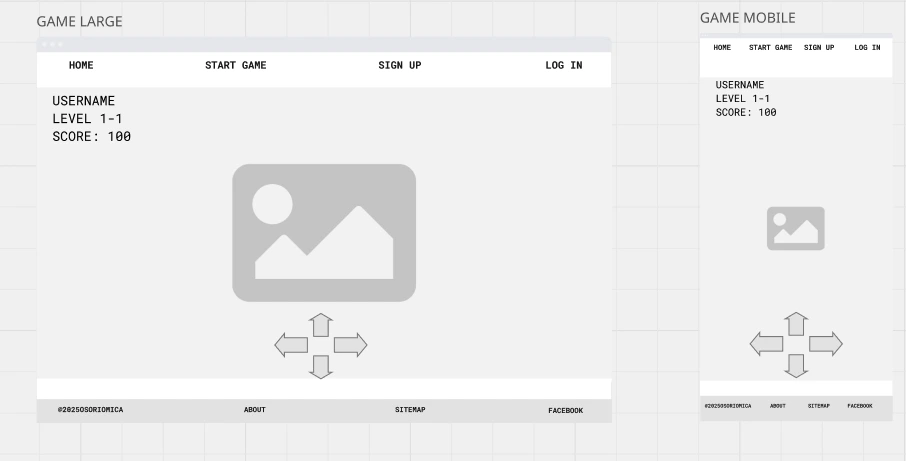 GAME LARGE
HOME START GAME SIGN UP LOG IN
USERNAME
LEVEL 1-1
SCORE: 100
@2025OSORIOMICA ABOUT SITEMAP FACEBOOK
GAME MOBILE
HOME START GAME SIGN UP LOG IN
USERNAME
LEVEL 1-1
SCORE: 100
@2025OSORIOMICA ABOUT SITEMAP FACEBOOK